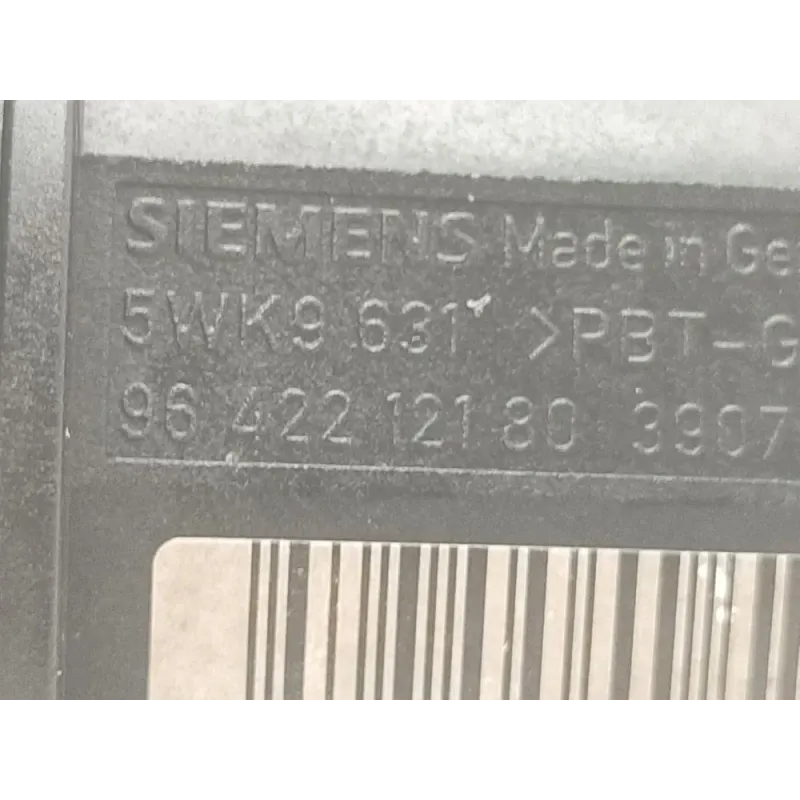 SIEMENS Made in Ge
5WK9 631 >PBT-G
96 422 121 80 3907